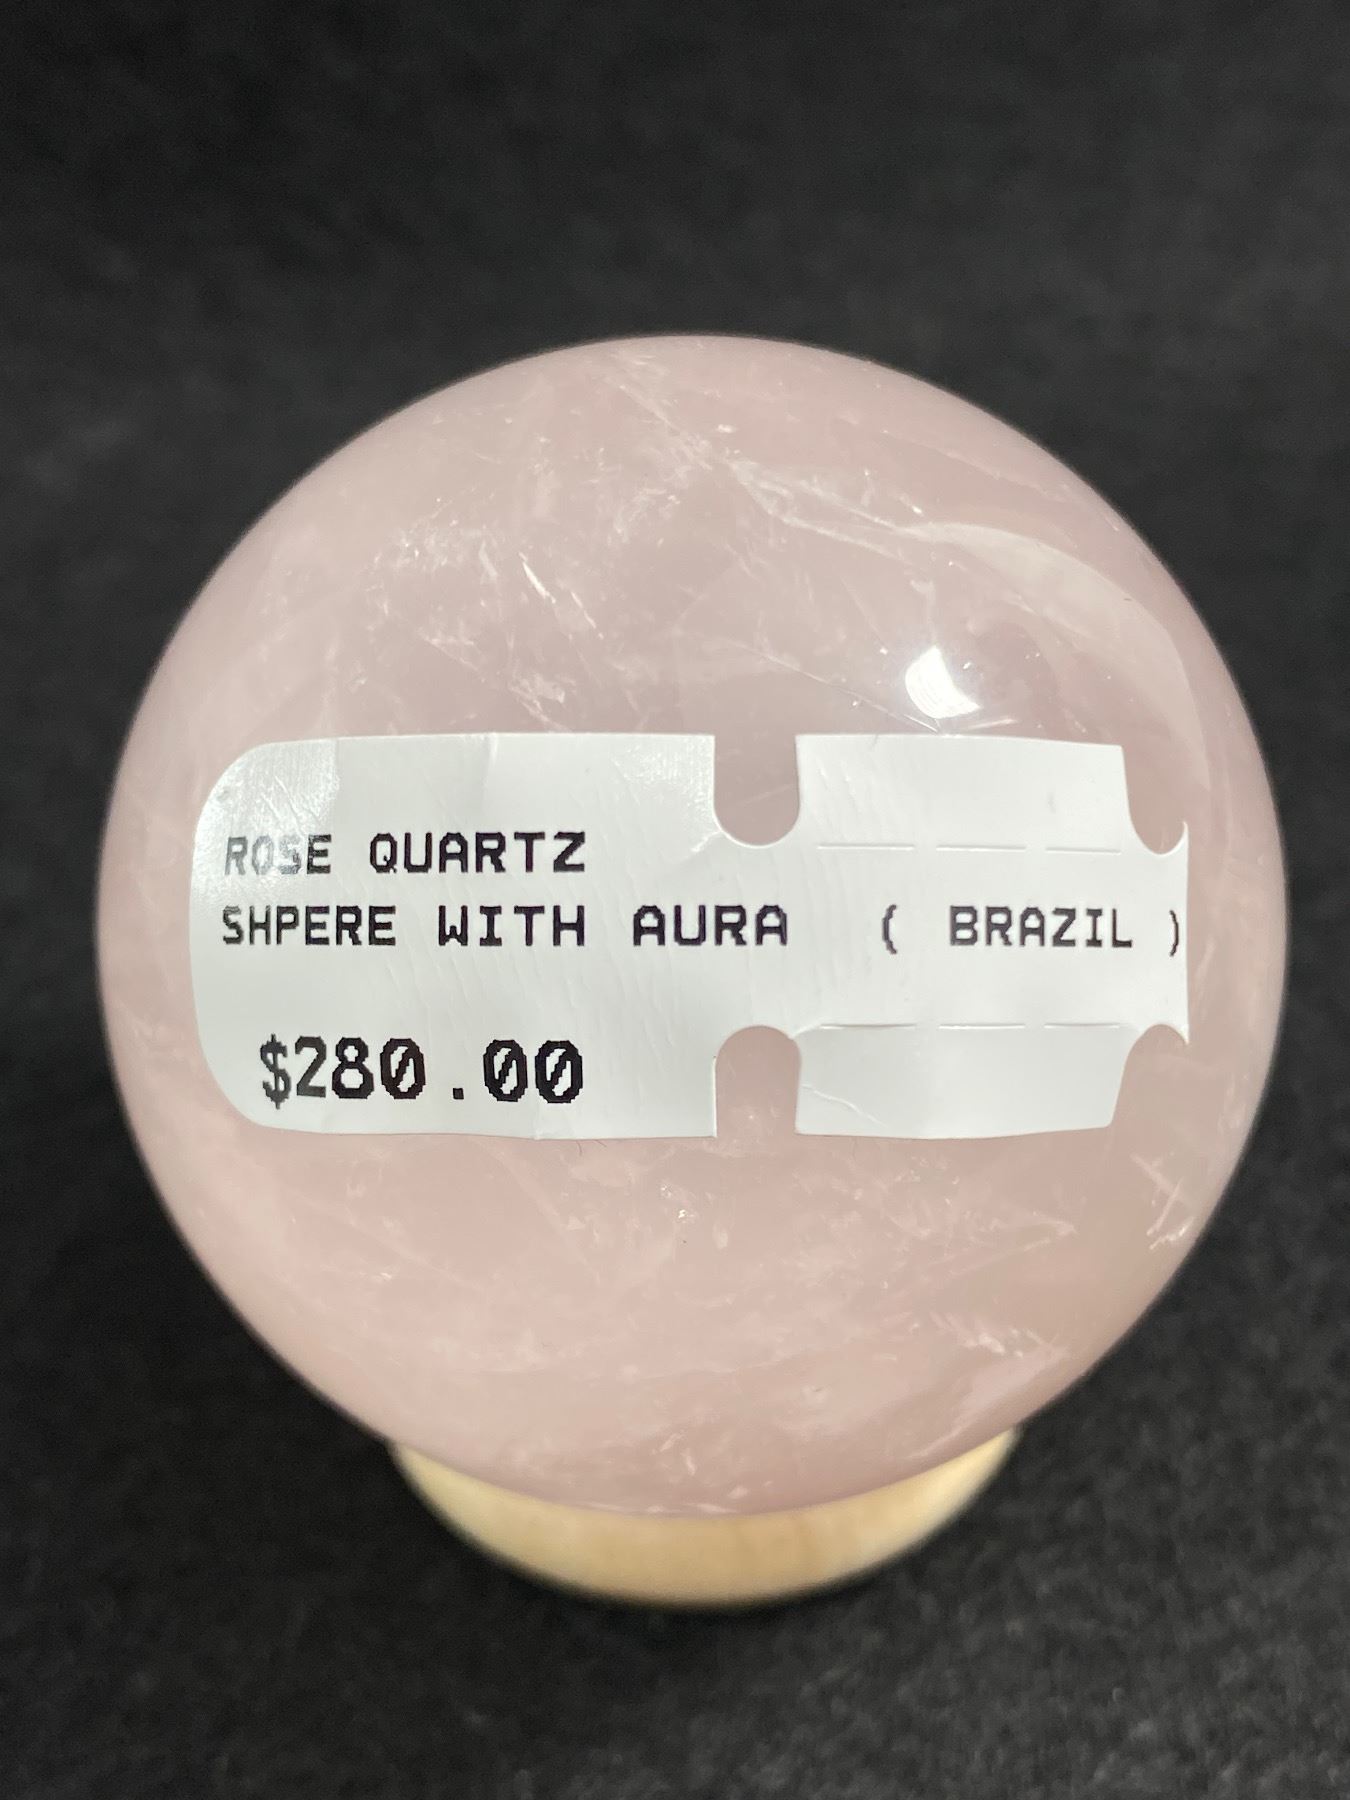 ROSE QUARTZ
SHPERE WITH AURA ( BRAZIL )
$280.00